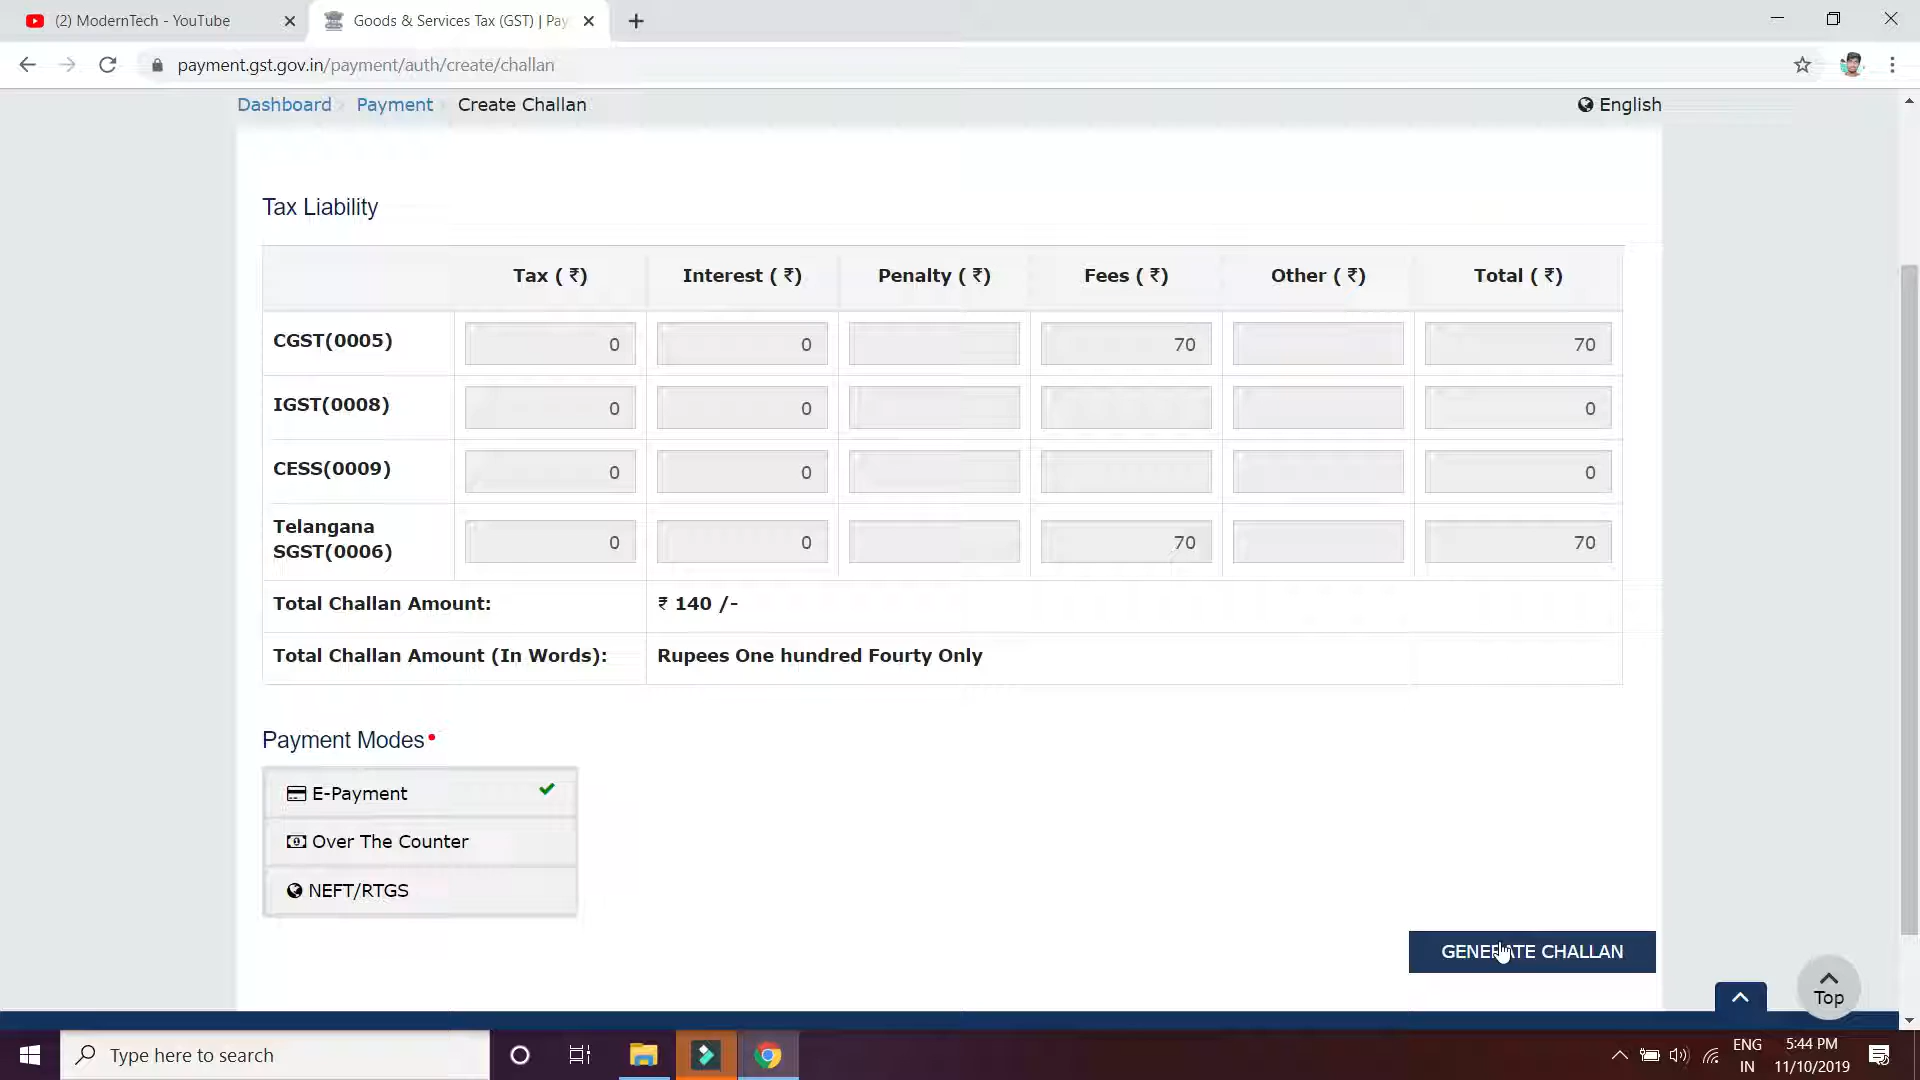 (2) ModernTech - YouTube
Goods & Services Tax (GST) | Pay
payment.gst.gov.in/payment/auth/create/challan
Dashboard Payment Create Challan English
Tax Liability
Tax ( ₹) Interest ( ₹) Penalty ( ₹) Fees ( ₹) Other ( ₹) Total ( ₹)
CGST(0005) 0 0 70 70
IGST(0008) 0 0 0
CESS(0009) 0 0 0
Telangana
SGST(0006) 0 0 70 70
Total Challan Amount: ₹ 140 /-
Total Challan Amount (In Words): Rupees One hundred Fourty Only
Payment Modes•
E-Payment
Over The Counter
NEFT/RTGS
GENERATE CHALLAN
Top
Type here to search
ENG
IN
5:44 PM
11/10/2019